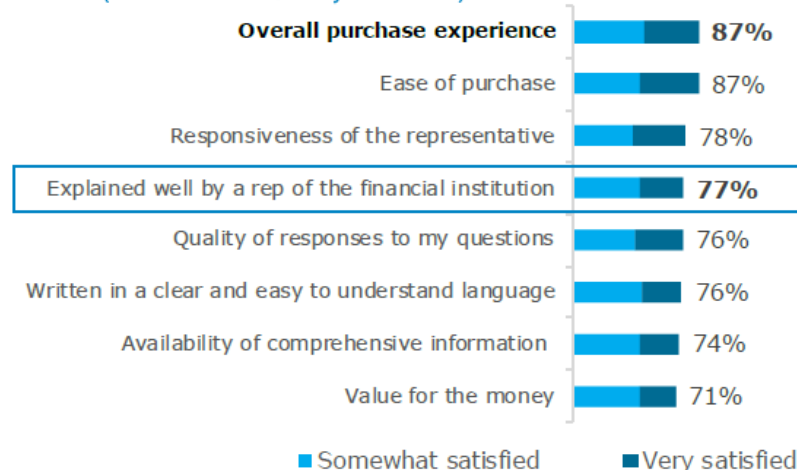 Overall purchase experience 87%
Ease of purchase 87%
Responsiveness of the representative 78%
Explained well by a rep of the financial institution 77%
Quality of responses to my questions 76%
Written in a clear and easy to understand language 76%
Availability of comprehensive information 74%
Value for the money 71%
Somewhat satisfied Very satisfied